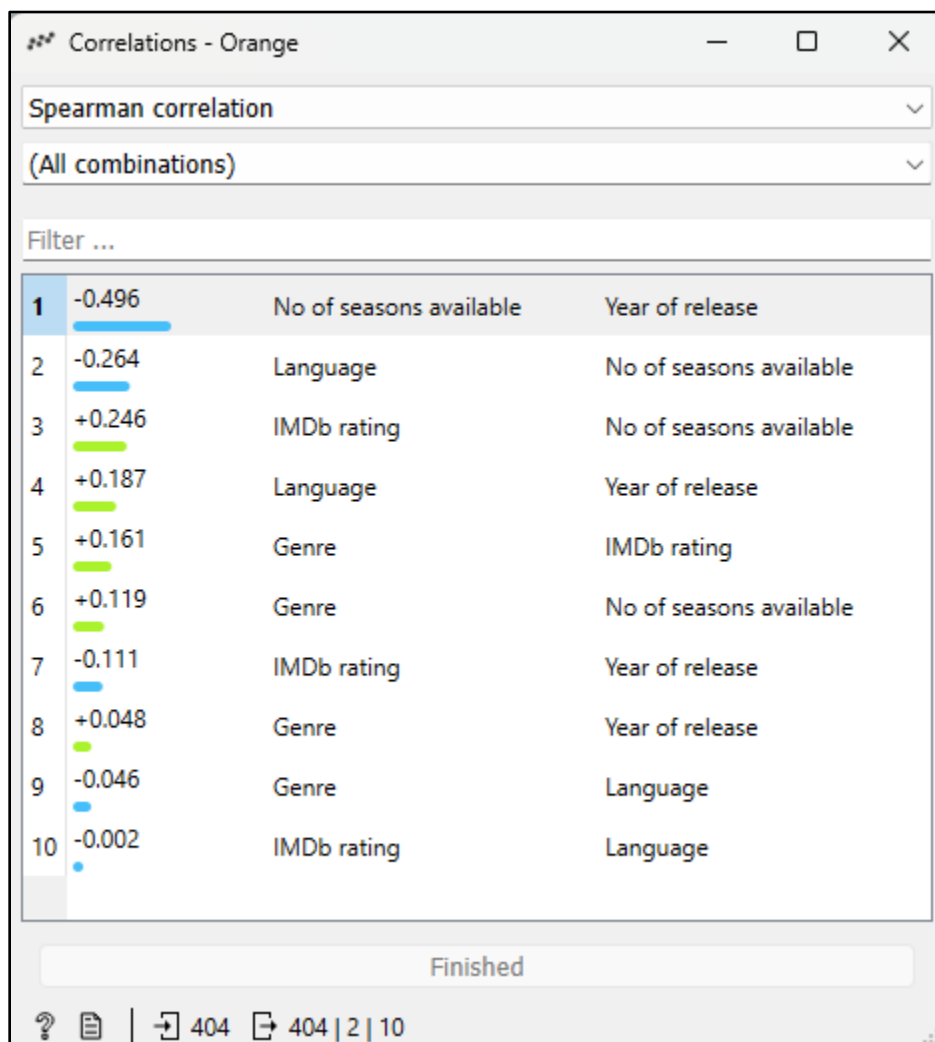 Correlations - Orange
Spearman correlation
(All combinations)
Filter ...
1 -0.496 No of seasons available Year of release
2 -0.264 Language No of seasons available
3 +0.246 IMDb rating No of seasons available
4 +0.187 Language Year of release
5 +0.161 Genre IMDb rating
6 +0.119 Genre No of seasons available
7 -0.111 IMDb rating Year of release
8 +0.048 Genre Year of release
9 -0.046 Genre Language
10 -0.002 IMDb rating Language
Finished
? 404 404 | 2 | 10